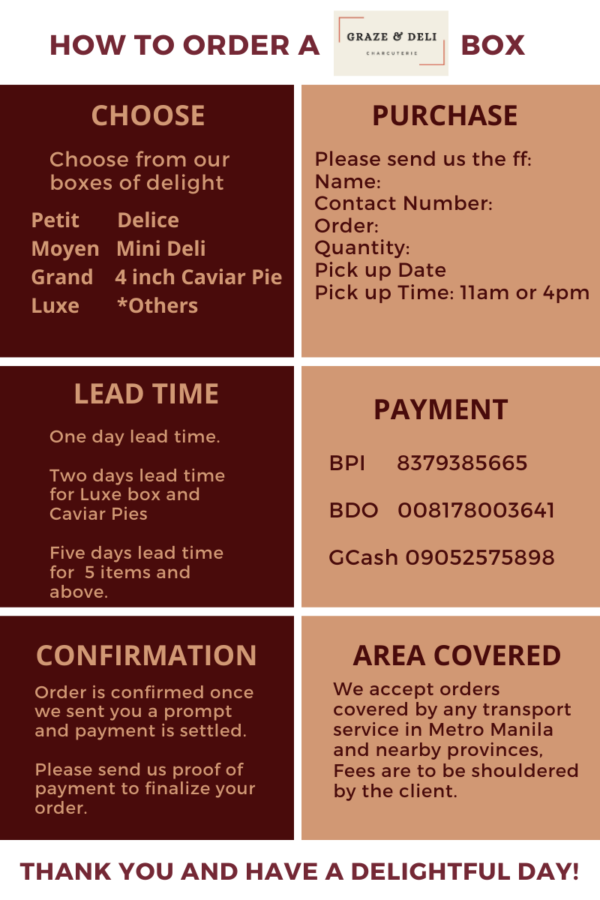 HOW TO ORDER A GRAZE & DELI BOX
CHARCUTERIE
CHOOSE
Choose from our
boxes of delight
Petit Delice
Moyen Mini Deli
Grand 4 inch Caviar Pie
Luxe *Others
PURCHASE
Please send us the ff:
Name:
Contact Number:
Order:
Quantity:
Pick up Date
Pick up Time: 11am or 4pm
LEAD TIME
One day lead time.
Two days lead time
for Luxe box and
Caviar Pies
Five days lead time
for 5 items and
above.
PAYMENT
BPI 8379385665
BDO 008178003641
GCash 09052575898
CONFIRMATION
Order is confirmed once
we sent you a prompt
and payment is settled.
Please send us proof of
payment to finalize your
order.
AREA COVERED
We accept orders
covered by any transport
service in Metro Manila
and nearby provinces,
Fees are to be shouldered
by the client.
THANK YOU AND HAVE A DELIGHTFUL DAY!